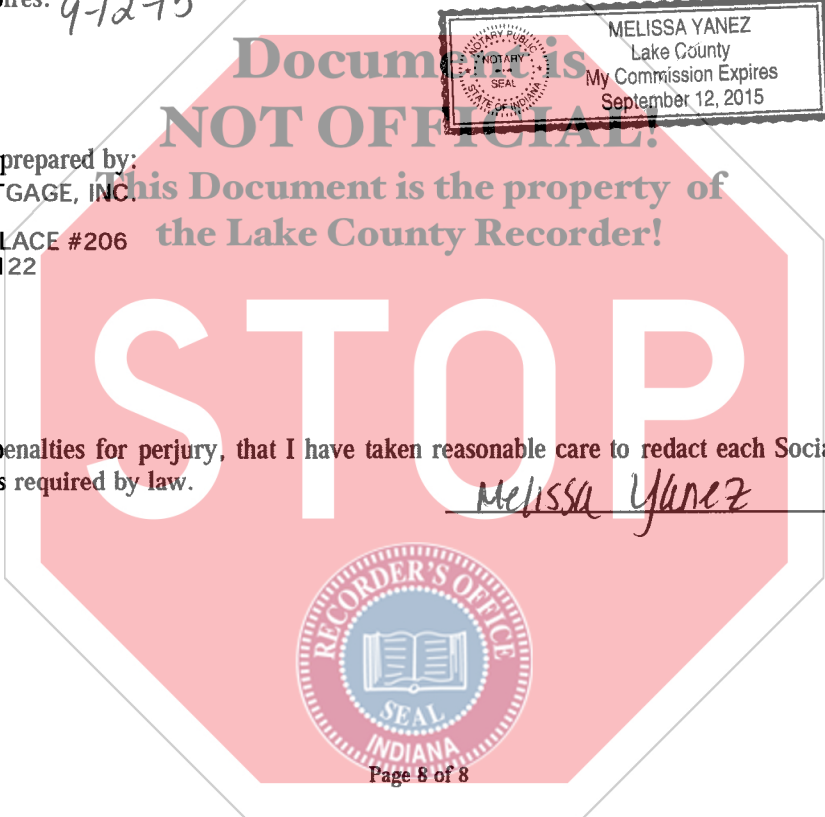 9-12-15
MELISSA YANEZ
Lake County
My Commission Expires
September 12, 2015
NOTARY PUBLIC
NOTARY
SEAL
STATE OF INDIANA
Document is
NOT OFFICIAL!
prepared by:
TGAGE, INC.
This Document is the property of
the Lake County Recorder!
LACE #206
122
STOP
enalties for perjury, that I have taken reasonable care to redact each Socia
s required by law.
Melissa Yanez
RECORDER'S OFFICE
SEAL
INDIANA
Page 8 of 8